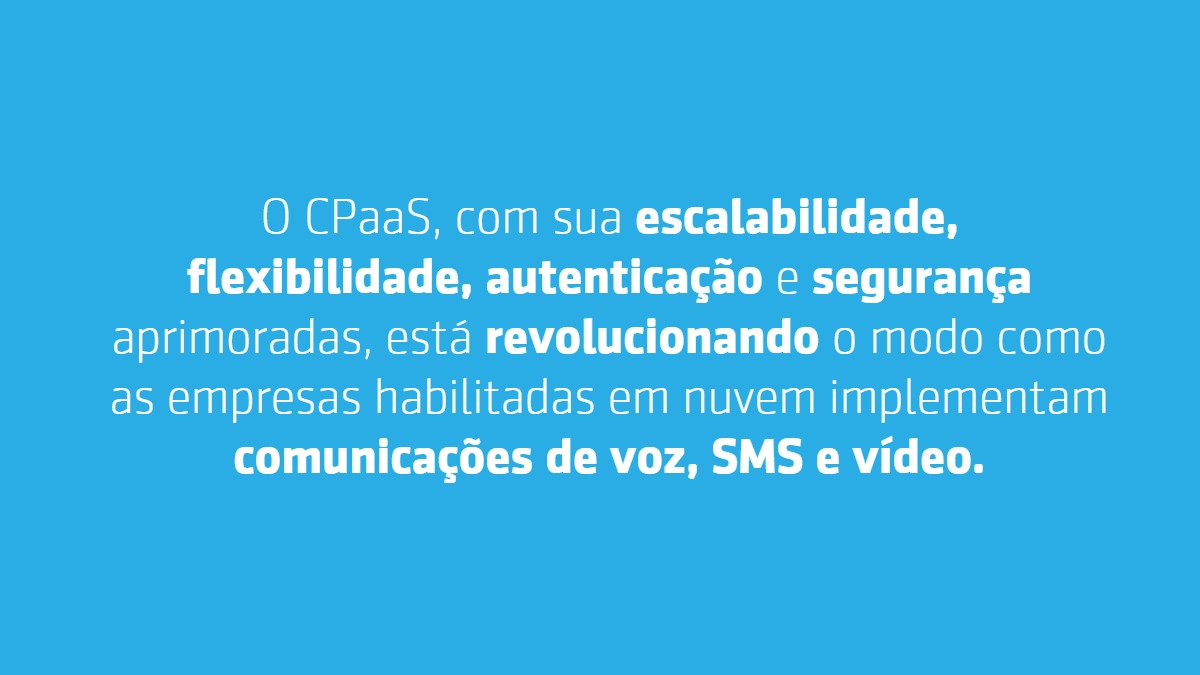 O CPaaS, com sua escalabilidade,
flexibilidade, autenticação e segurança
aprimoradas, está revolucionando o modo como
as empresas habilitadas em nuvem implementam
comunicações de voz, SMS e vídeo.